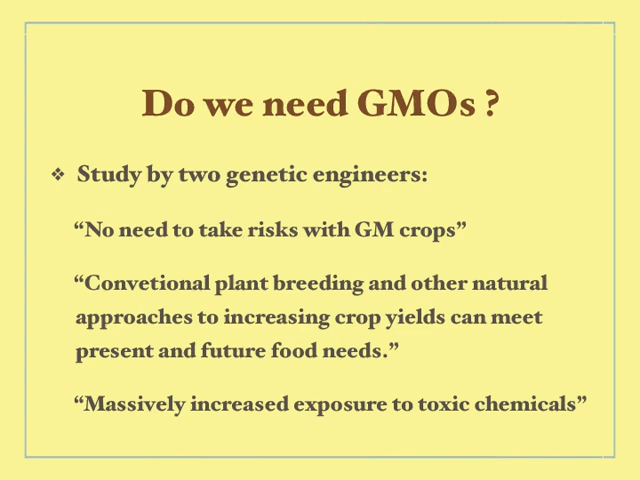 Do we need GMOs ?
❖ Study by two genetic engineers:
“No need to take risks with GM crops”
“Convetional plant breeding and other natural
approaches to increasing crop yields can meet
present and future food needs.”
“Massively increased exposure to toxic chemicals”